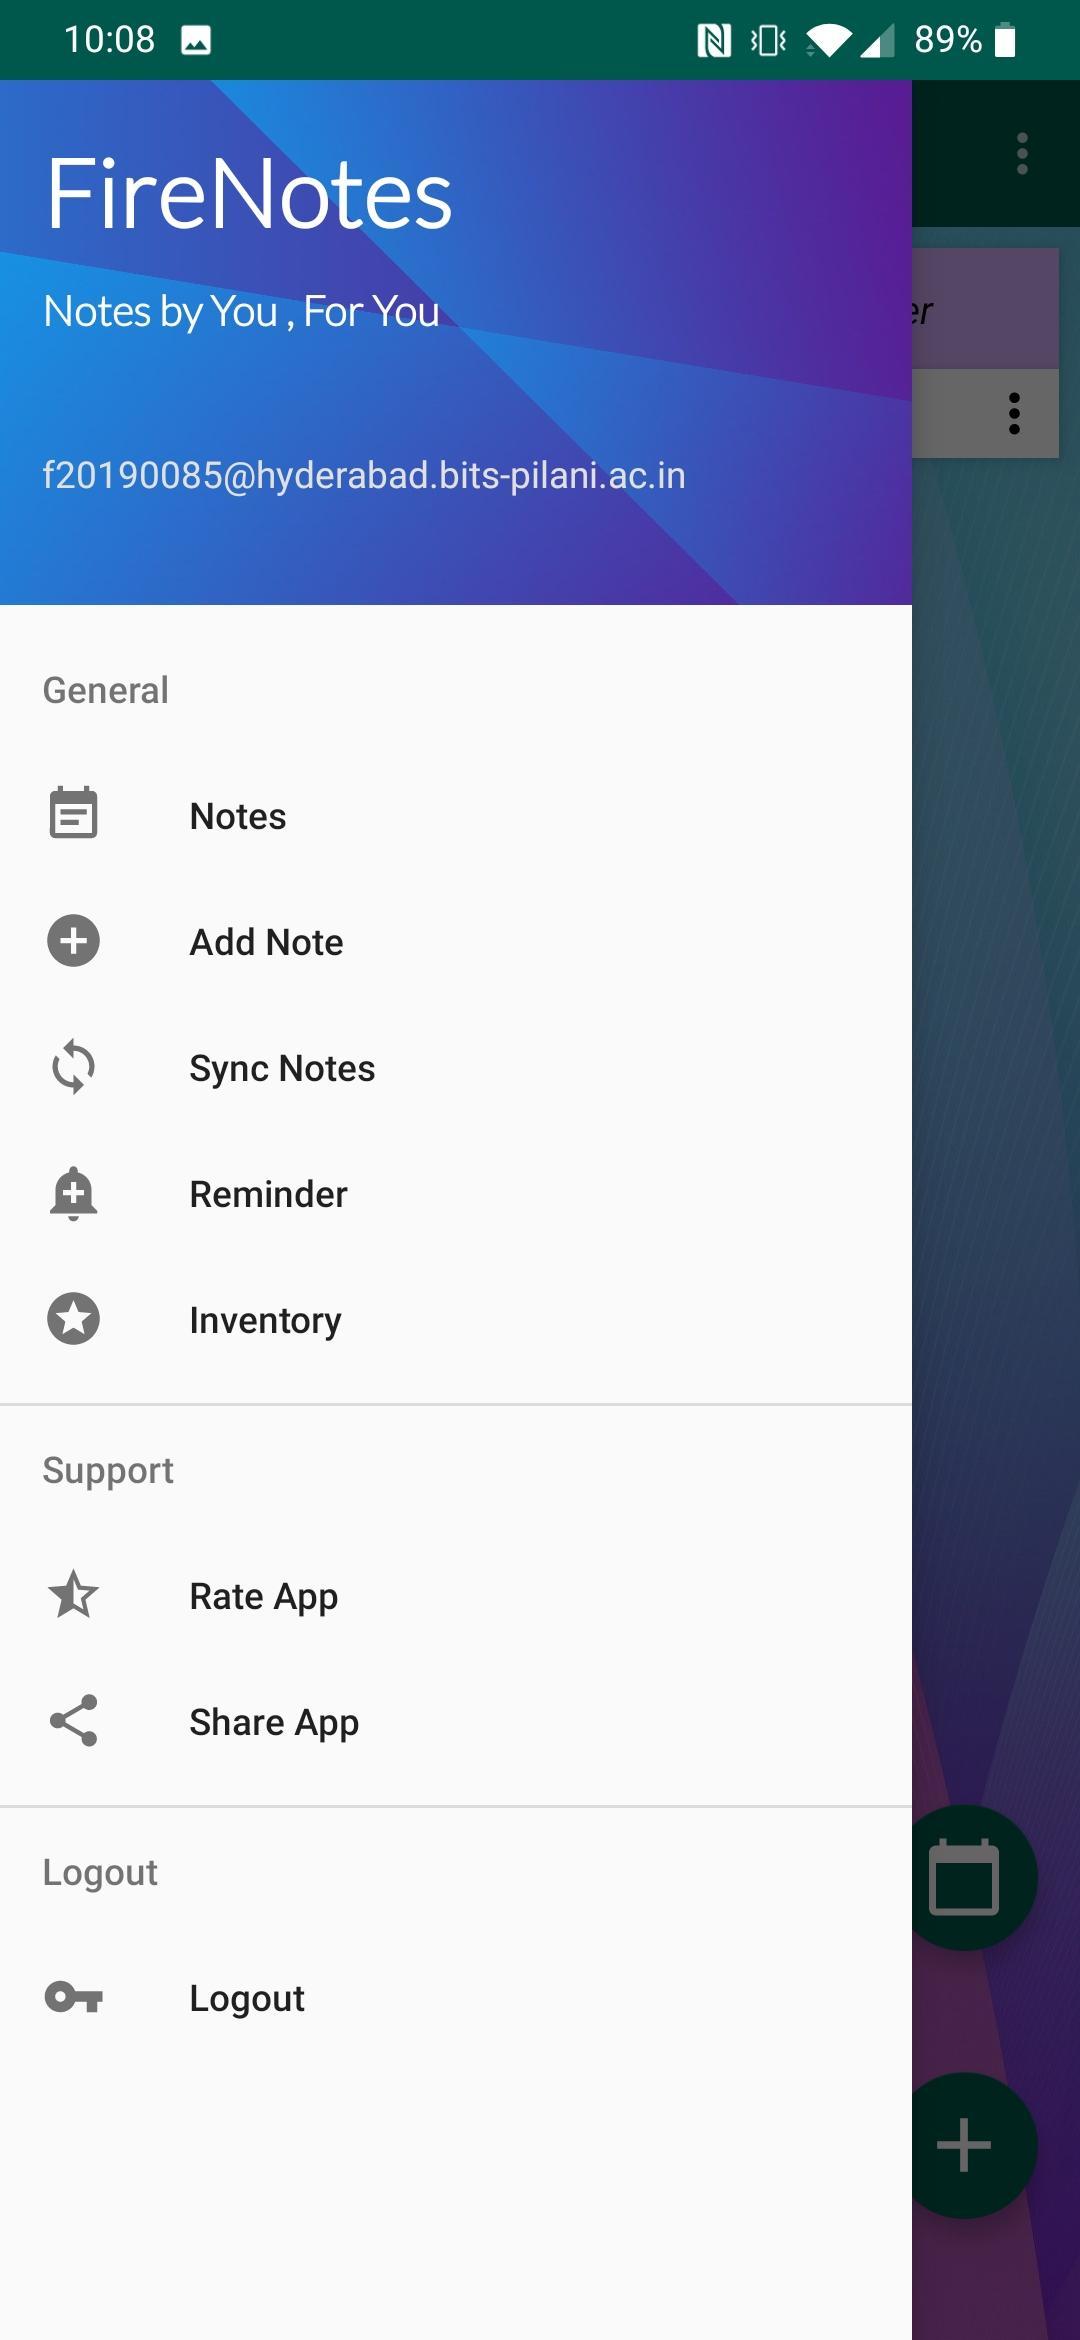 10:08
89%
FireNotes
Notes by You , For You
er
f20190085@hyderabad.bits-pilani.ac.in
General
Notes
Add Note
Sync Notes
Reminder
Inventory
Support
Rate App
Share App
Logout
Logout